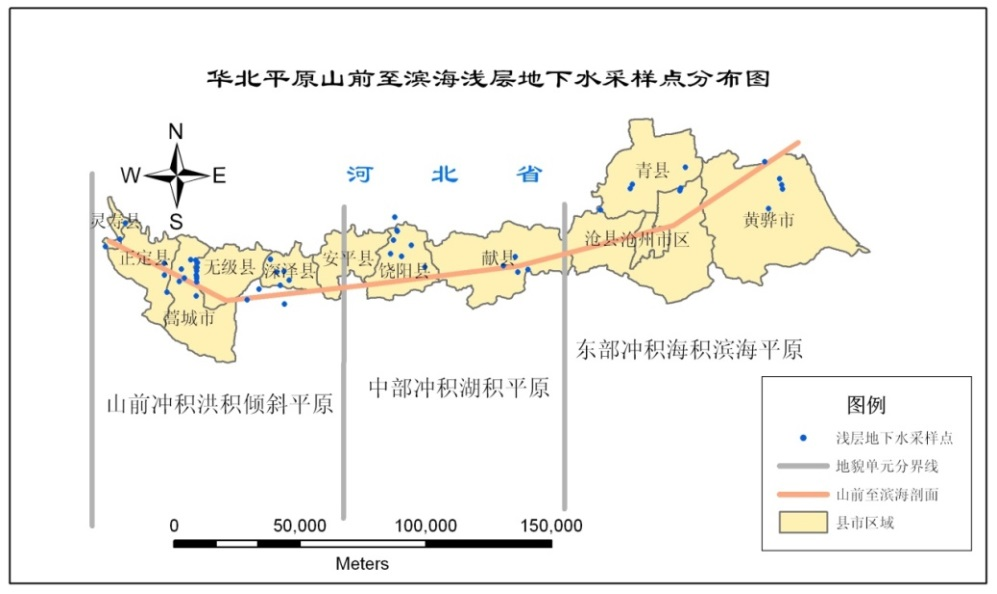 华北平原山前至滨海浅层地下水采样点分布图
N
W E
S
河北省
灵寿县
正定县
无级县
深泽县
安平县
饶阳县
献县
青县
沧县
沧州市区
黄骅市
藁城市
山前冲积洪积倾斜平原
中部冲积湖积平原
东部冲积海积滨海平原
图例
浅层地下水采样点
地貌单元分界线
山前至滨海剖面
县市区域
0 50,000 100,000 150,000
Meters